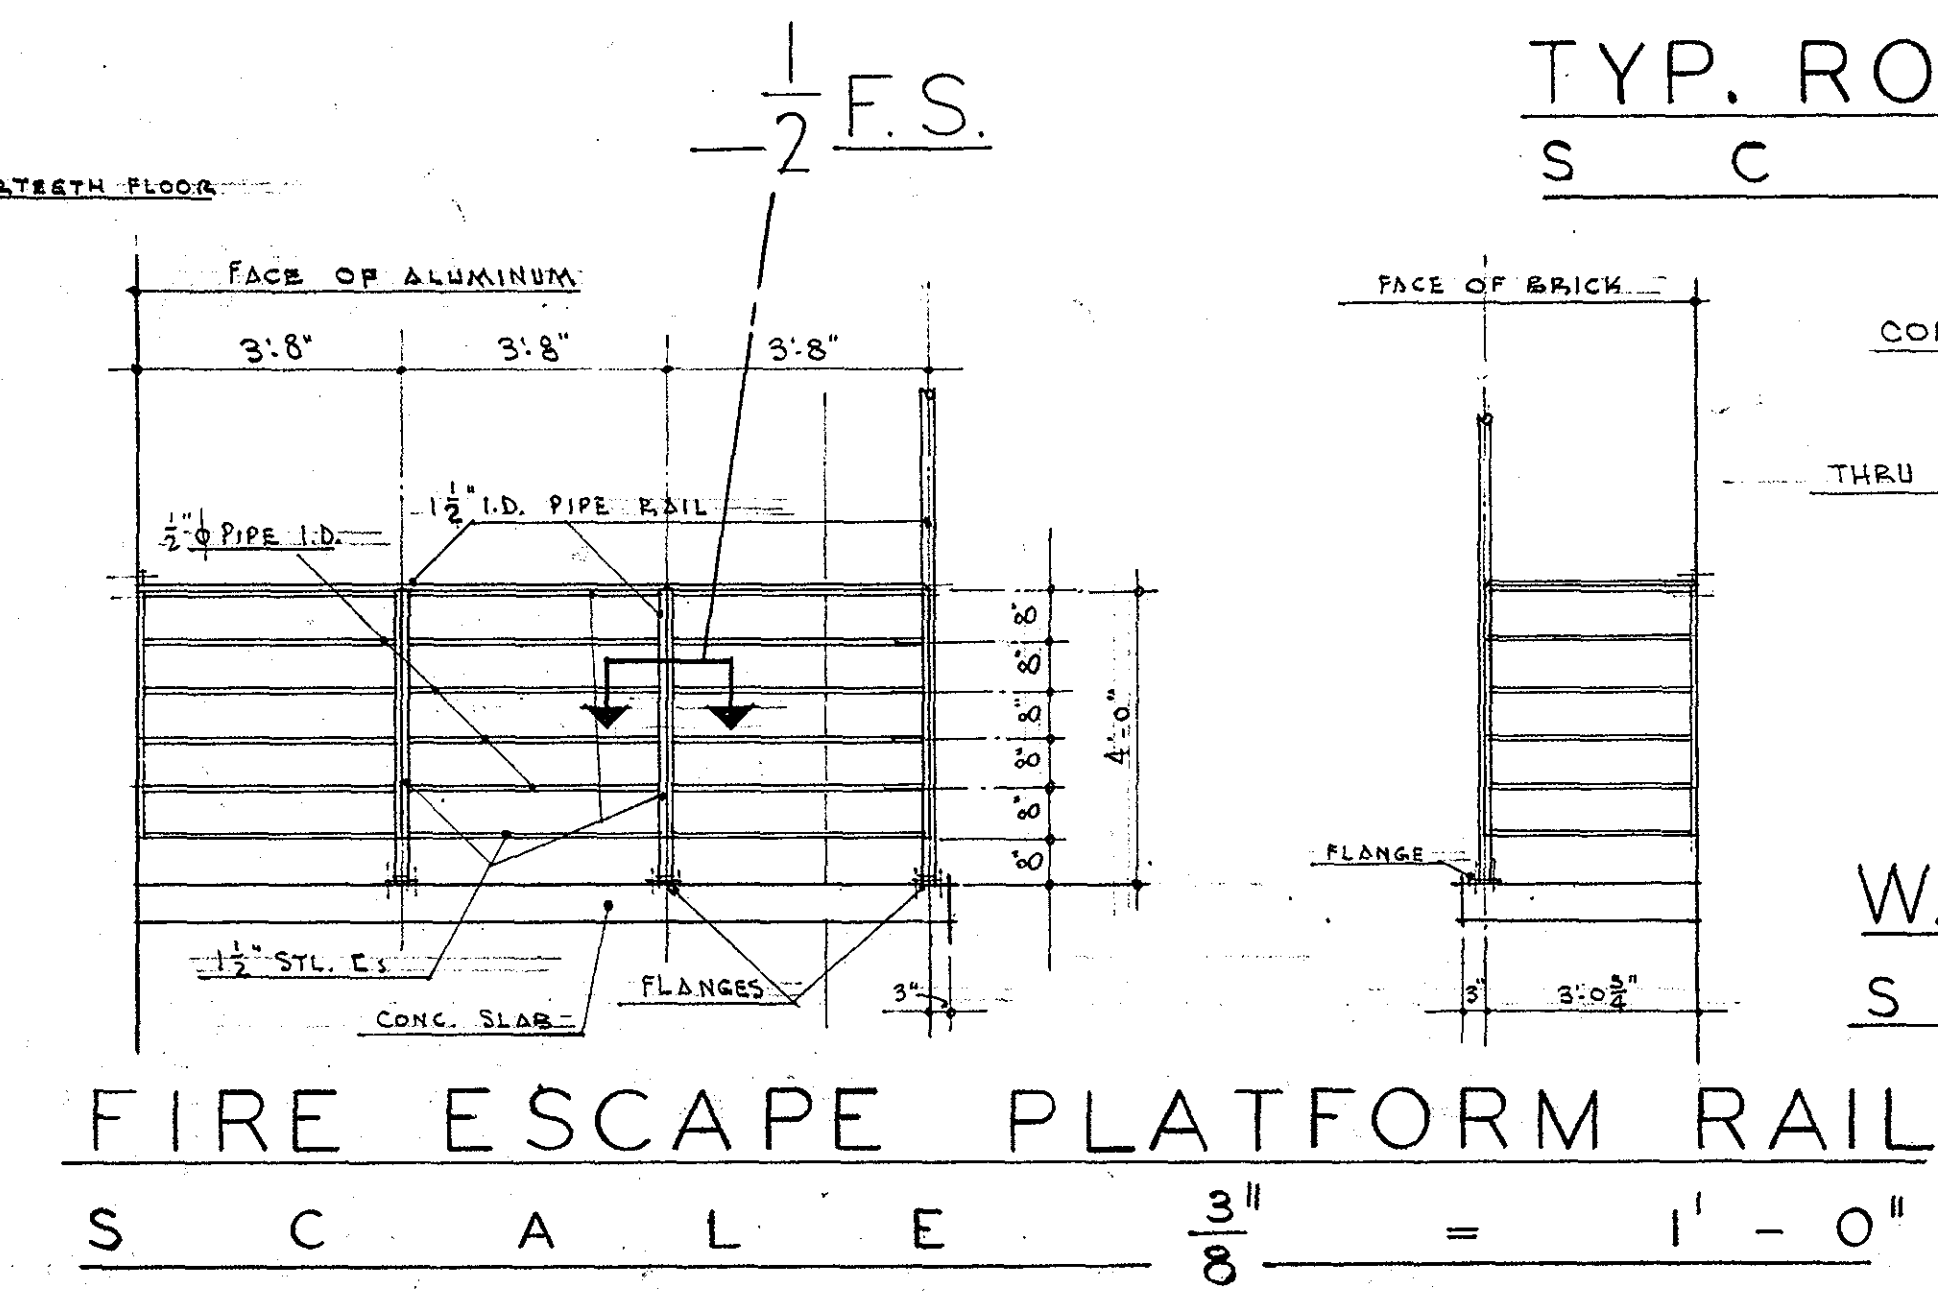 1/2 F.S.
TYP. RO
S C
FLOOR
FACE OF ALUMINUM
FACE OF BRICK
3'-8" 3'-8" 3'-8"
THRU
1 1/2" I.D. PIPE RAIL
1/2" ϕ PIPE I.D.
8"
8"
8"
8"
8"
8"
4'-0"
FLANGE
W.
1 1/2" STL. [s
FLANGES
CONC. SLAB
3"
3"
3'-0 3/4"
S
FIRE ESCAPE PLATFORM RAIL
SCALE 3/8" = 1'-0"